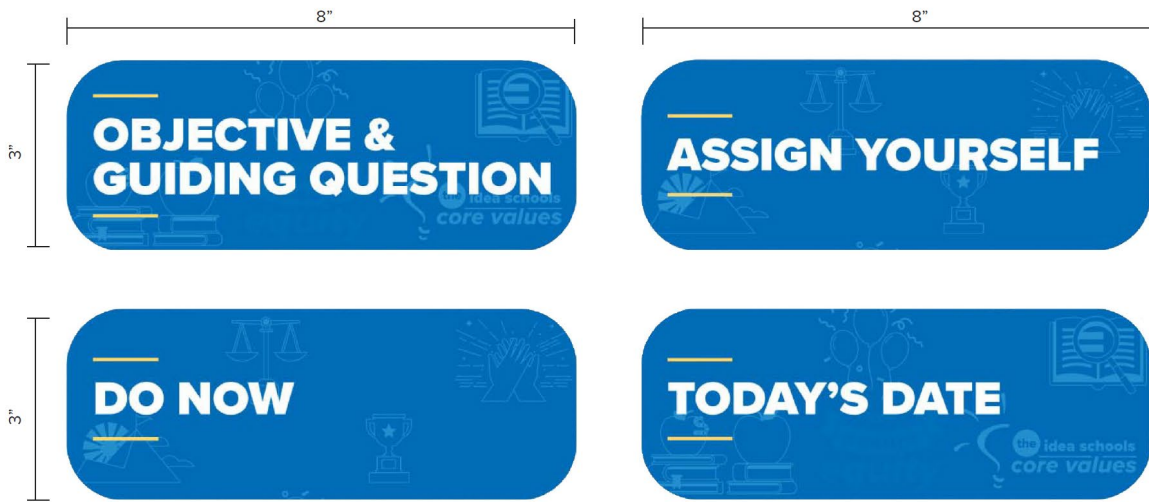 8”
8”
3”
OBJECTIVE &
GUIDING QUESTION
the idea schools
core values
ASSIGN YOURSELF
3”
DO NOW
TODAY’S DATE
the idea schools
core values